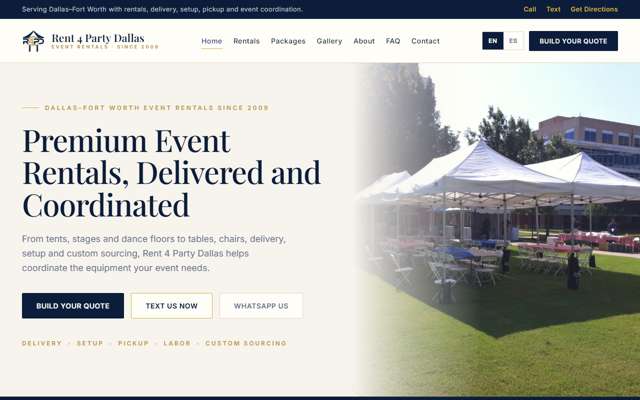 Serving Dallas–Fort Worth with rentals, delivery, setup, pickup and event coordination.
Call Text Get Directions
Rent 4 Party Dallas
EVENT RENTALS · SINCE 2009
Home Rentals Packages Gallery About FAQ Contact
EN ES
BUILD YOUR QUOTE
DALLAS–FORT WORTH EVENT RENTALS SINCE 2009
Premium Event
Rentals, Delivered and
Coordinated
From tents, stages and dance floors to tables, chairs, delivery,
setup and custom sourcing, Rent 4 Party Dallas helps
coordinate the equipment your event needs.
BUILD YOUR QUOTE TEXT US NOW WHATSAPP US
DELIVERY · SETUP · PICKUP · LABOR · CUSTOM SOURCING